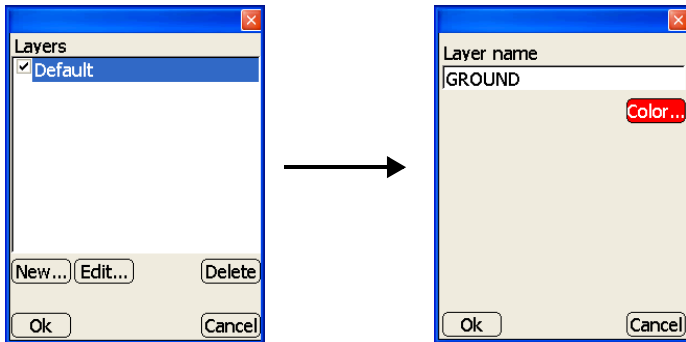 Layers
Default
New... Edit... Delete
Ok Cancel
Layer name
GROUND
Color...
Ok Cancel